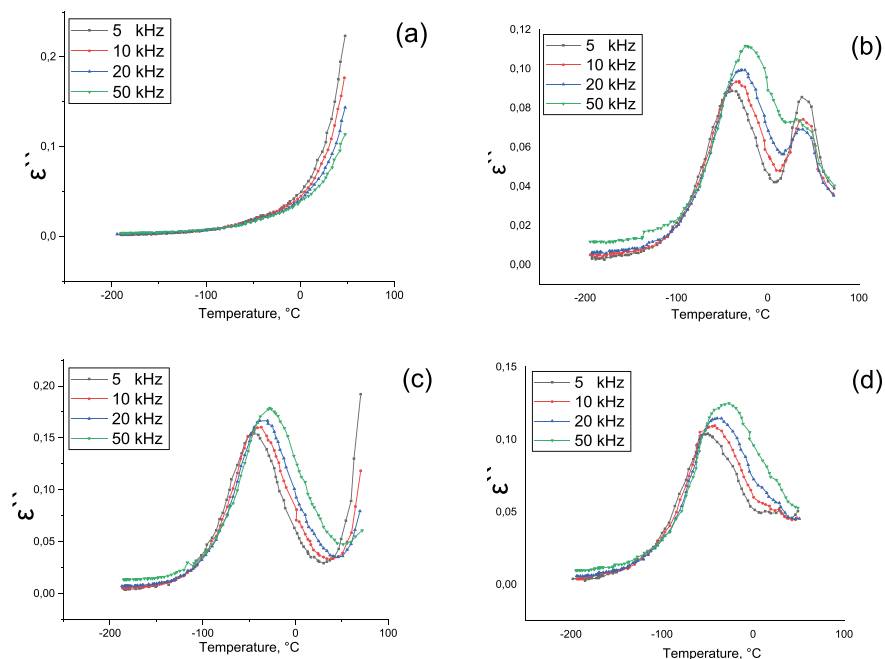 (a)
5 kHz
10 kHz
20 kHz
50 kHz
0,2
0,1
0,0
ε``
-200 -100 0 100
Temperature, °C
(b)
5 kHz
10 kHz
20 kHz
50 kHz
0,12
0,10
0,08
0,06
0,04
0,02
0,00
ε``
-200 -100 0 100
Temperature, °C
(c)
5 kHz
10 kHz
20 kHz
50 kHz
0,20
0,15
0,10
0,05
0,00
ε``
-200 -100 0 100
Temperature, °C
(d)
5 kHz
10 kHz
20 kHz
50 kHz
0,15
0,10
0,05
0,00
ε``
-200 -100 0 100
Temperature, °C